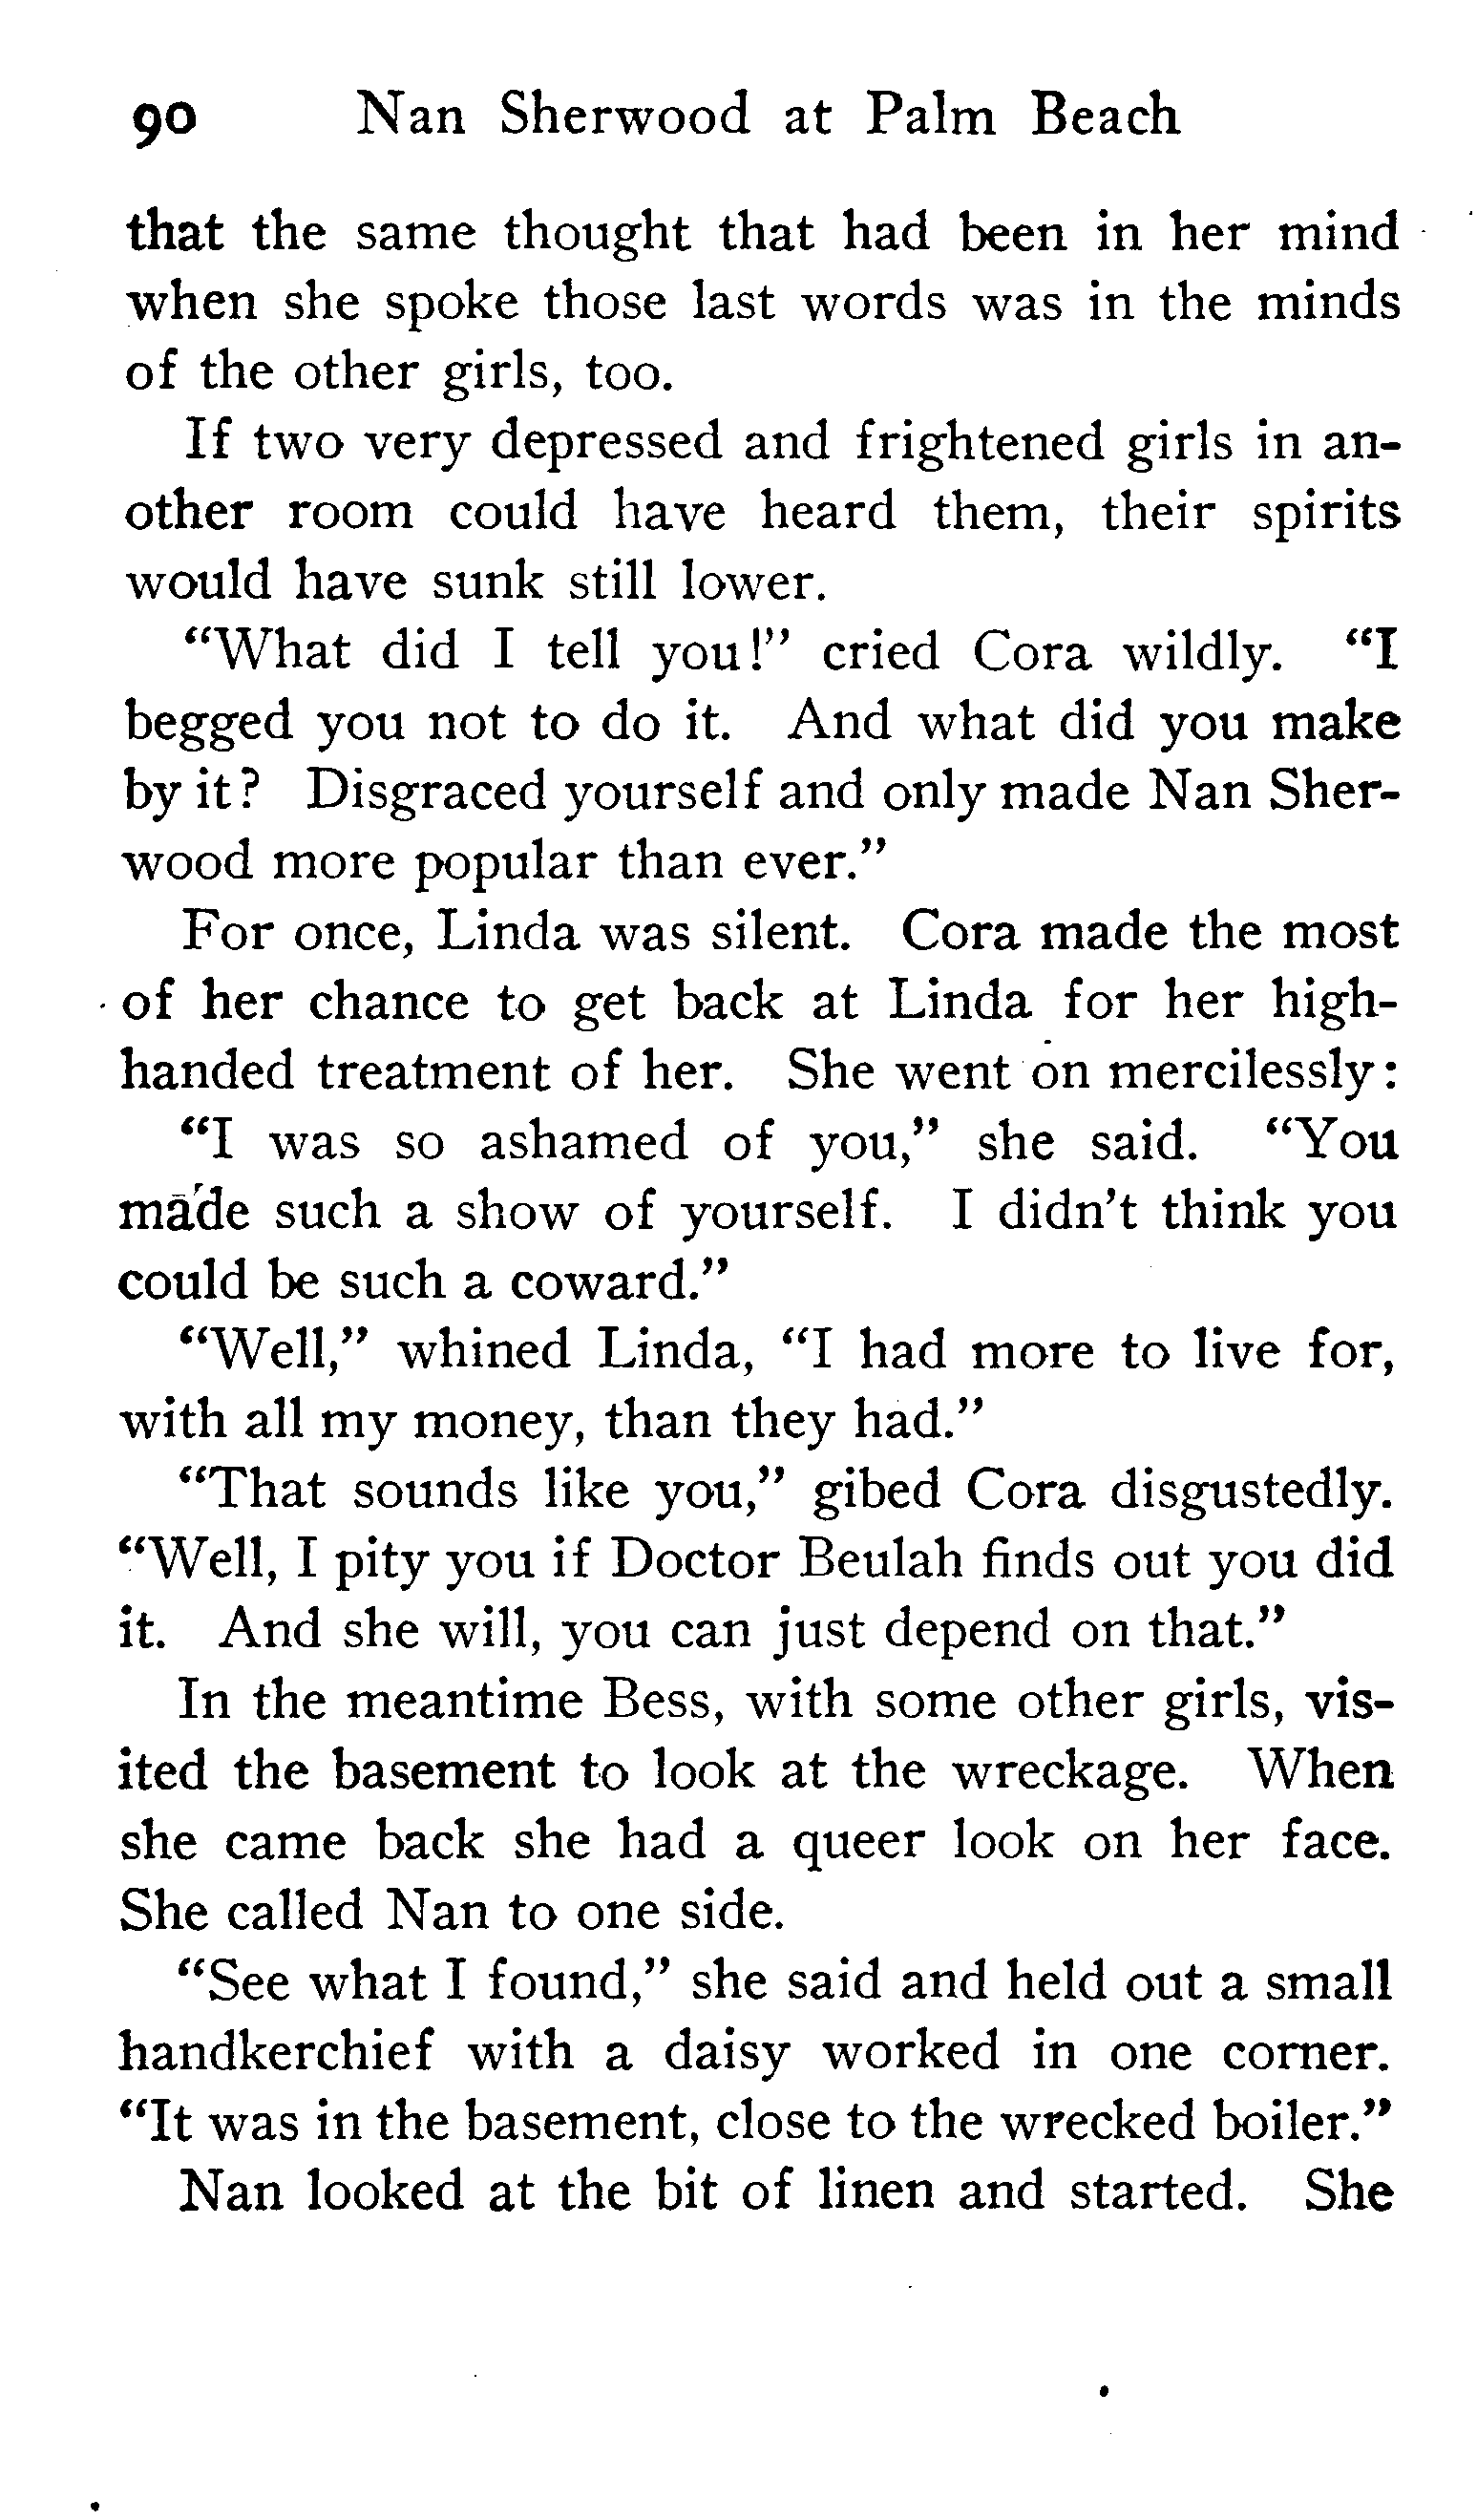 90 Nan Sherwood at Palm Beach
that the same thought that had been in her mind
when she spoke those last words was in the minds
of the other girls, too.
If two very depressed and frightened girls in an-
other room could have heard them, their spirits
would have sunk still lower.
“What did I tell you!” cried Cora wildly. “I
begged you not to do it. And what did you make
by it? Disgraced yourself and only made Nan Sher-
wood more popular than ever.”
For once, Linda was silent. Cora made the most
of her chance to get back at Linda for her high-
handed treatment of her. She went on mercilessly:
“I was so ashamed of you,” she said. “You
made such a show of yourself. I didn't think you
could be such a coward.”
“Well,” whined Linda, “I had more to live for,
with all my money, than they had.”
“That sounds like you,” gibed Cora disgustedly.
“Well, I pity you if Doctor Beulah finds out you did
it. And she will, you can just depend on that.”
In the meantime Bess, with some other girls, vis-
ited the basement to look at the wreckage. When
she came back she had a queer look on her face.
She called Nan to one side.
“See what I found,” she said and held out a small
handkerchief with a daisy worked in one corner.
“It was in the basement, close to the wrecked boiler.”
Nan looked at the bit of linen and started. She